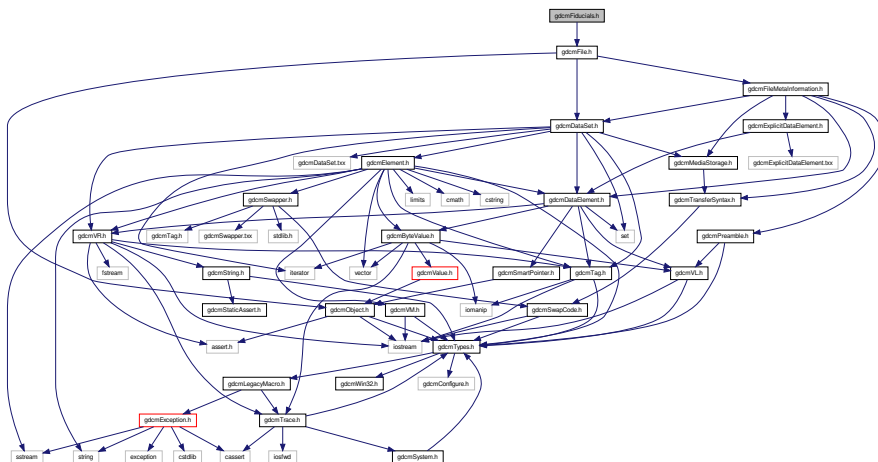 gdcmFiducials.h
gdcmFile.h
gdcmFileMetaInformation.h
gdcmDataSet.h
gdcmExplicitDataElement.h
gdcmDataSet.txx
gdcmElement.h
gdcmMediaStorage.h
gdcmExplicitDataElement.txx
gdcmSwapper.h
limits
cmath
cstring
gdcmDataElement.h
gdcmTransferSyntax.h
gdcmVR.h
gdcmTag.h
gdcmSwapper.txx
stdlib.h
gdcmByteValue.h
set
gdcmPreamble.h
fstream
gdcmString.h
iterator
vector
gdcmValue.h
gdcmSmartPointer.h
gdcmTag.h
gdcmVL.h
gdcmStaticAssert.h
gdcmObject.h
gdcmVM.h
iomanip
gdcmSwapCode.h
assert.h
iostream
gdcmTypes.h
gdcmLegacyMacro.h
gdcmWin32.h
gdcmConfigure.h
gdcmException.h
gdcmTrace.h
sstream
string
exception
cstdlib
cassert
iosfwd
gdcmSystem.h